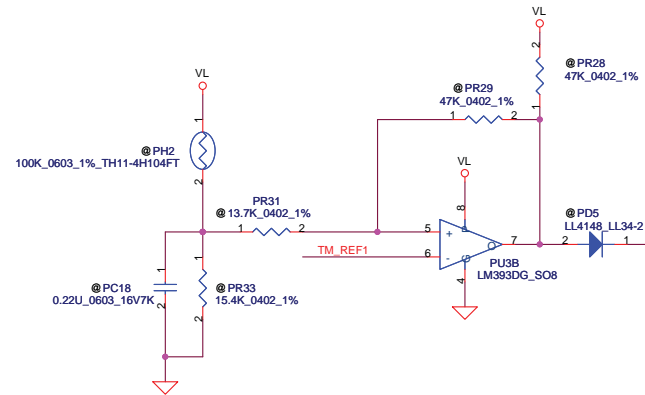 VL
2
@PR28
47K_0402_1%
1
VL
@PR29
47K_0402_1%
1
2
1
@PH2
100K_0603_1%_TH11-4H104FT
2
VL
PR31
@13.7K_0402_1%
1
2
8
P
5
+
6
-
O
7
G
4
TM_REF1
PU3B
LM393DG_SO8
@PD5
LL4148_LL34-2
2
1
1
@PC18
0.22U_0603_16V7K
2
1
@PR33
15.4K_0402_1%
2